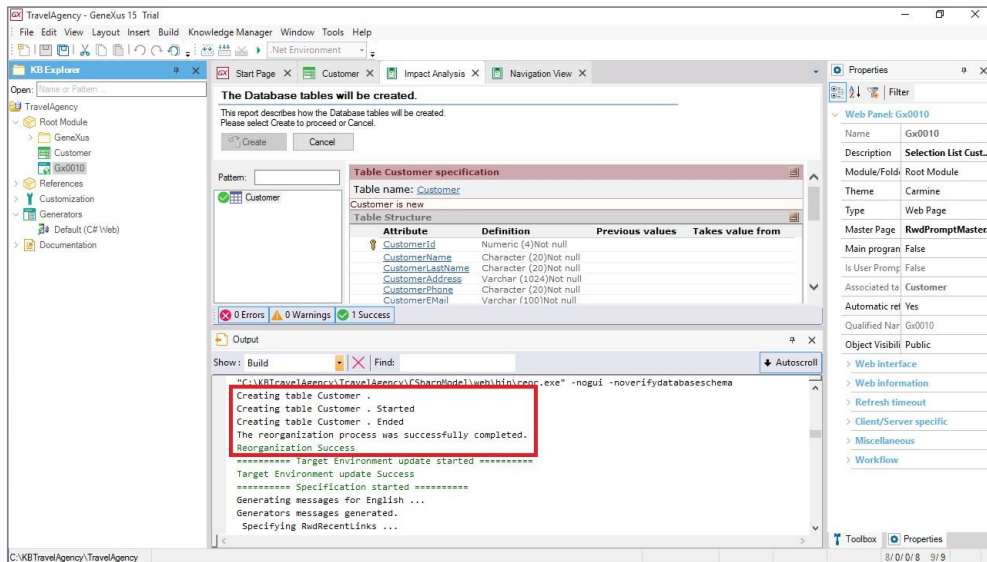 TravelAgency - GeneXus 15 Trial
File Edit View Layout Insert Build Knowledge Manager Window Tools Help
.Net Environment
KB Explorer
Open: Name or Pattern ...
TravelAgency
Root Module
GeneXus
Customer
Gx0010
References
Customization
Generators
Default (C# Web)
Documentation
Start Page Customer Impact Analysis Navigation View
The Database tables will be created.
This report describes how the Database tables will be created.
Please select Create to proceed or Cancel.
Create Cancel
Pattern:
Customer
Table Customer specification
Table name: Customer
Customer is new
Table Structure
Attribute Definition Previous values Takes value from
CustomerId Numeric (4)Not null
CustomerName Character (20)Not null
CustomerLastName Character (20)Not null
CustomerAddress Varchar (1024)Not null
CustomerPhone Character (20)Not null
CustomerEMail Varchar (100)Not null
0 Errors 0 Warnings 1 Success
Output
Show: Build Find: Autoscroll
"C:\KBTravelAgency\TravelAgency\CSharpModel\web\bin\reor.exe" -nogui -noverifydatabaseschema
Creating table Customer .
Creating table Customer . Started
Creating table Customer . Ended
The reorganization process was successfully completed.
Reorganization Success
========== Target Environment update started ==========
Target Environment update Success
========== Specification started ==========
Generating messages for English ...
Generators messages generated.
Specifying RwdRecentLinks ...
Properties
Filter
Web Panel: Gx0010
Name Gx0010
Description Selection List Cust..
Module/Fold Root Module
Theme Carmine
Type Web Page
Master Page RwdPromptMaster.
Main program False
Is User Promp False
Associated ta Customer
Automatic ref Yes
Qualified Nar Gx0010
Object Visibili Public
Web interface
Web information
Refresh timeout
Client/Server specific
Miscellaneous
Workflow
Toolbox Properties
C:\KBTravelAgency\TravelAgency
8/0/0/8 9/9